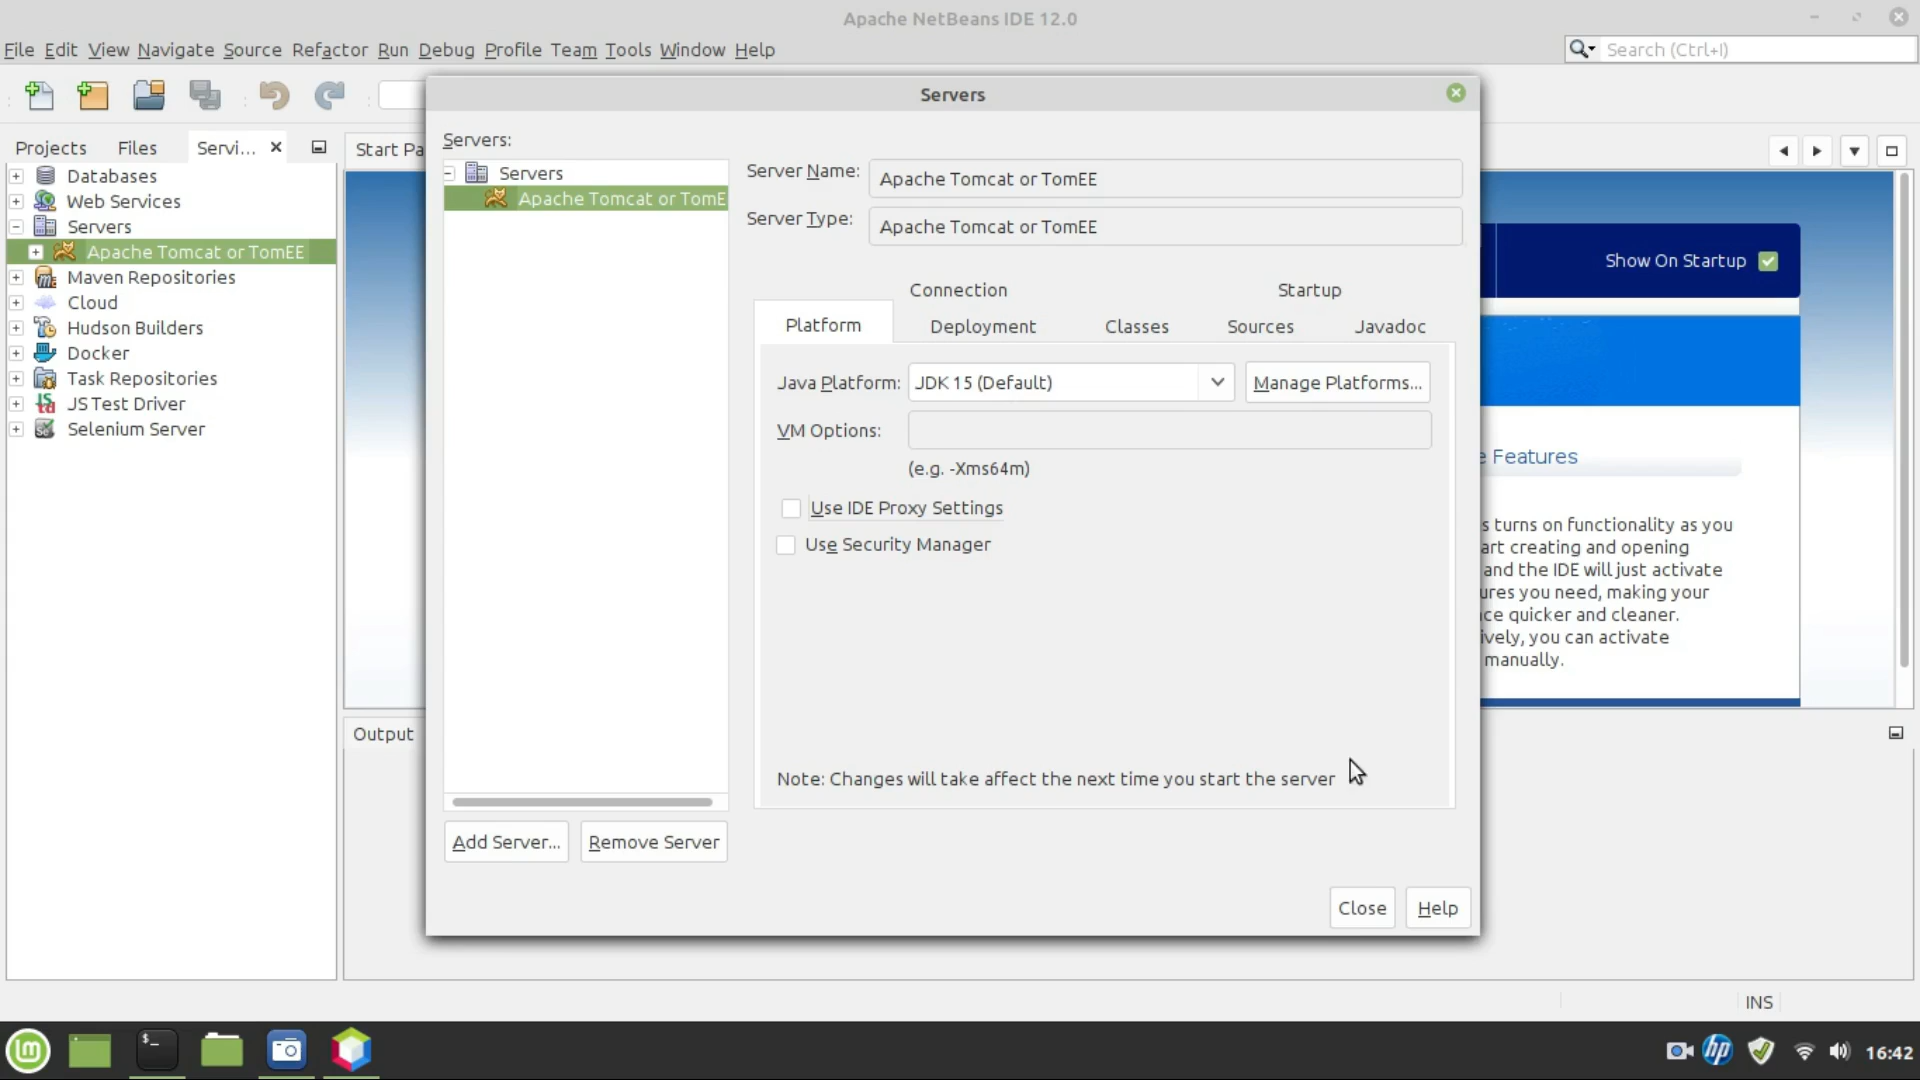 Apache NetBeans IDE 12.0
File Edit View Navigate Source Refactor Run Debug Profile Team Tools Window Help
Search (Ctrl+I)
Projects Files Servi...
Start Pa
Databases
Web Services
Servers
Apache Tomcat or TomEE
Maven Repositories
Cloud
Hudson Builders
Docker
Task Repositories
JS Test Driver
Selenium Server
Servers
Servers:
Servers
Apache Tomcat or TomE
Add Server... Remove Server
Server Name: Apache Tomcat or TomEE
Server Type: Apache Tomcat or TomEE
Connection Startup
Platform Deployment Classes Sources Javadoc
Java Platform: JDK 15 (Default) Manage Platforms...
VM Options:
(e.g. -Xms64m)
Use IDE Proxy Settings
Use Security Manager
Note: Changes will take affect the next time you start the server
Close Help
Show On Startup
Features
s turns on functionality as you
art creating and opening
and the IDE will just activate
ures you need, making your
ce quicker and cleaner.
ively, you can activate
manually.
Output
INS
$_
hp
16:42